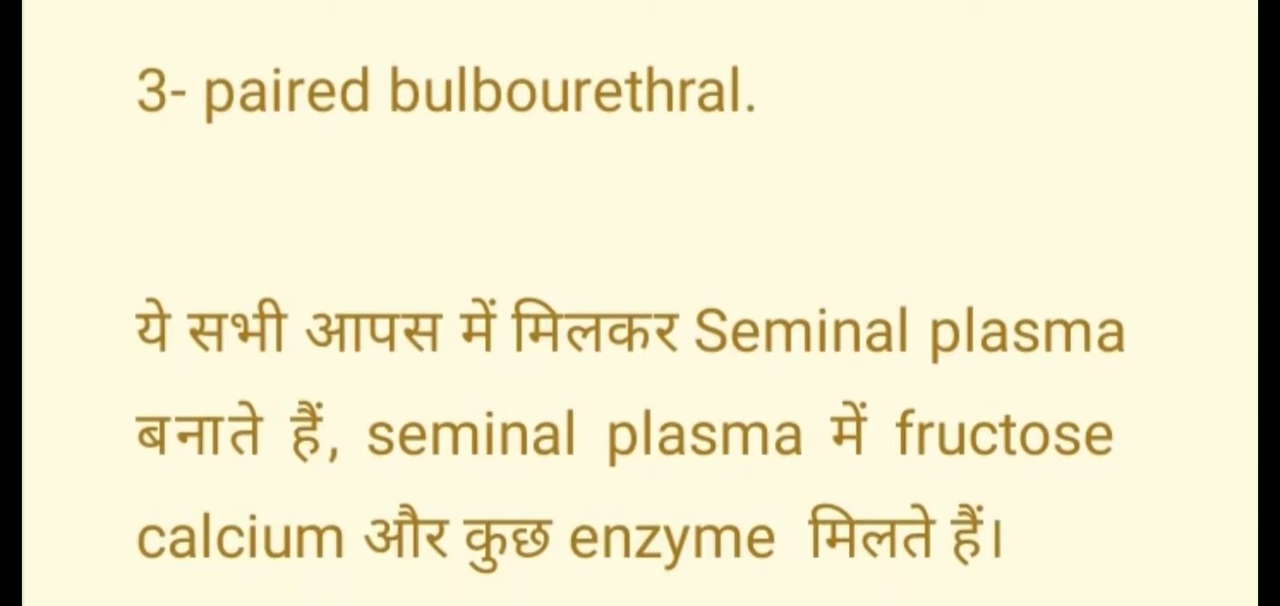 3- paired bulbourethral.
ये सभी आपस में मिलकर Seminal plasma
बनाते हैं, seminal plasma में fructose
calcium और कुछ enzyme मिलते हैं।